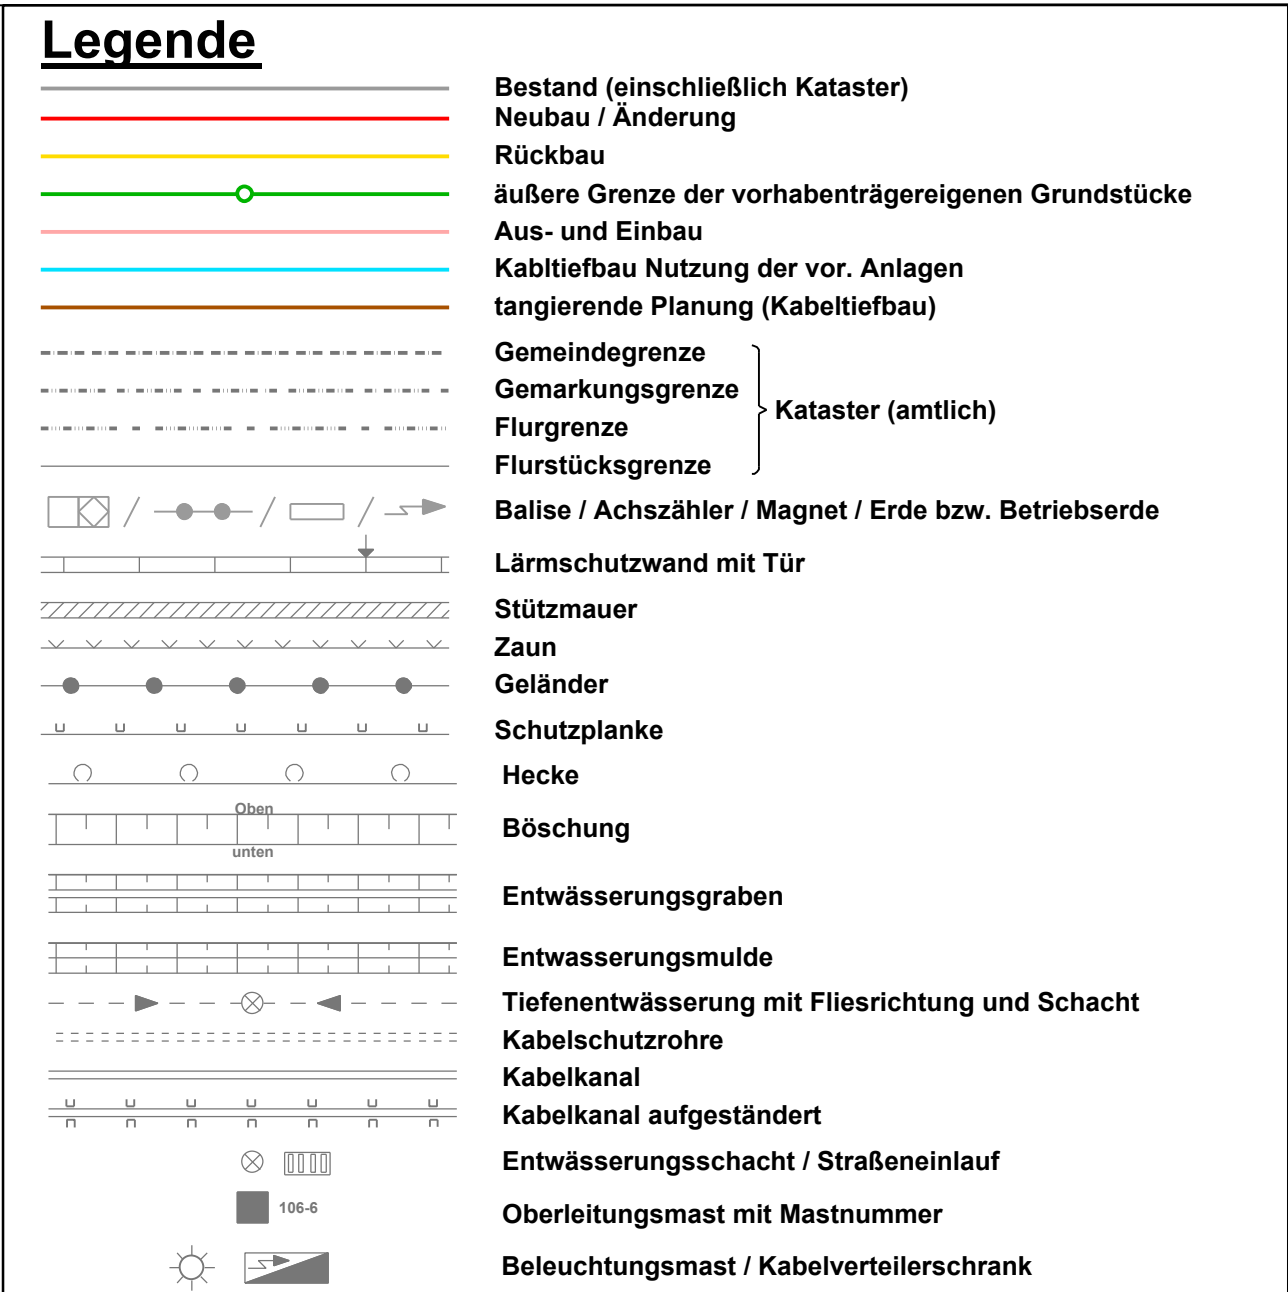 Legende
Bestand (einschließlich Kataster)
Neubau / Änderung
Rückbau
äußere Grenze der vorhabenträgereigenen Grundstücke
Aus- und Einbau
Kabltiefbau Nutzung der vor. Anlagen
tangierende Planung (Kabeltiefbau)
Gemeindegrenze
Gemarkungsgrenze
Kataster (amtlich)
Flurgrenze
Flurstücksgrenze
Balise / Achszähler / Magnet / Erde bzw. Betriebserde
Lärmschutzwand mit Tür
Stützmauer
Zaun
Geländer
Schutzplanke
Hecke
Oben
Böschung
unten
Entwässerungsgraben
Entwasserungsmulde
Tiefenentwässerung mit Fliesrichtung und Schacht
Kabelschutzrohre
Kabelkanal
Kabelkanal aufgeständert
Entwässerungsschacht / Straßeneinlauf
106-6
Oberleitungsmast mit Mastnummer
Beleuchtungsmast / Kabelverteilerschrank